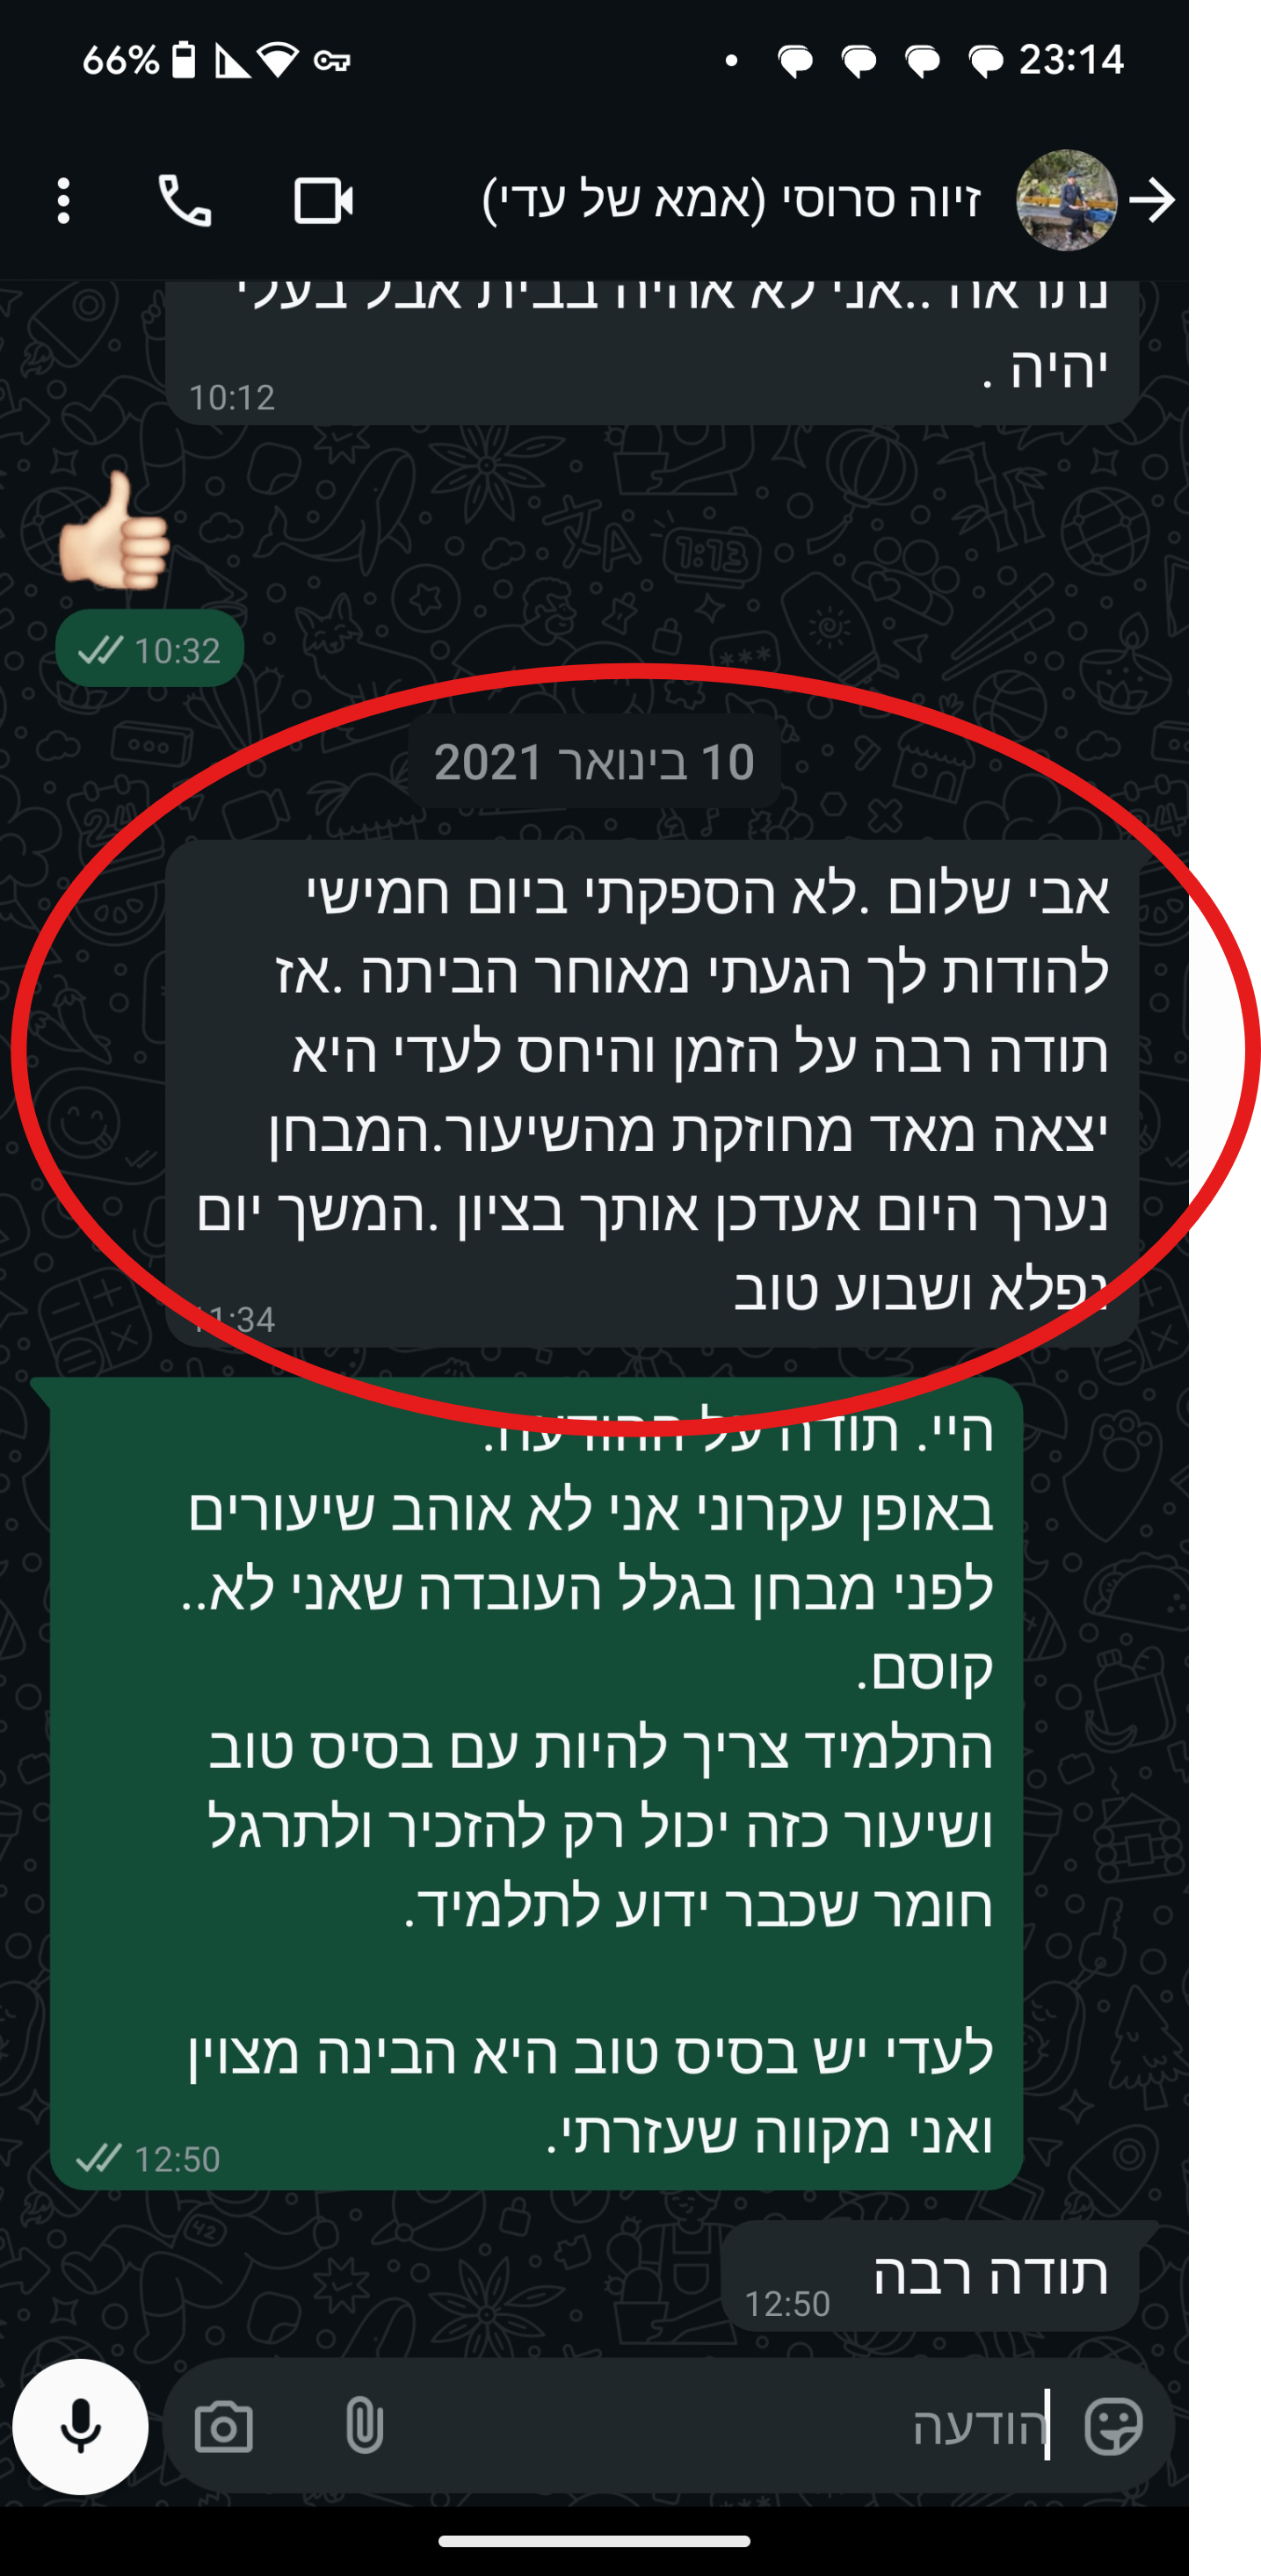 66% 23:14
זיוה סרוסי (אמא של עדי)
נתראה ..אני לא אהיה בבית אבל בעלי
יהיה .
10:12
10:32
10 בינואר 2021
אבי שלום .לא הספקתי ביום חמישי
להודות לך הגעתי מאוחר הביתה .אז
תודה רבה על הזמן והיחס לעדי היא
יצאה מאד מחוזקת מהשיעור.המבחן
נערך היום אעדכן אותך בציון .המשך יום
נפלא ושבוע טוב
11:34
היי. תודה על ההודעה.
באופן עקרוני אני לא אוהב שיעורים
לפני מבחן בגלל העובדה שאני לא..
קוסם.
התלמיד צריך להיות עם בסיס טוב
ושיעור כזה יכול רק להזכיר ולתרגל
חומר שכבר ידוע לתלמיד.
לעדי יש בסיס טוב היא הבינה מצוין
ואני מקווה שעזרתי.
12:50
תודה רבה
12:50
הודעה